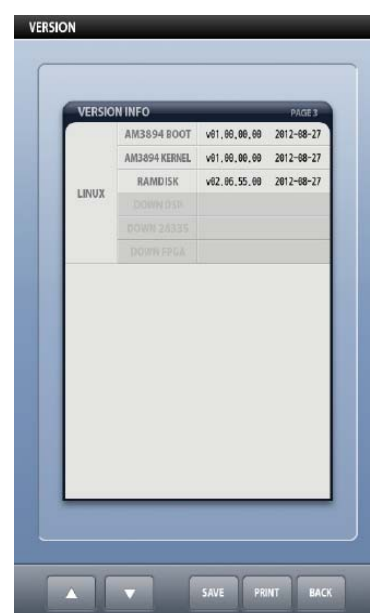 VERSION
VERSION INFO PAGE 3
AM3894 BOOT v01.00.00.00 2012-08-27
AM3894 KERNEL v01.00.00.00 2012-08-27
LINUX RAMDISK v02.06.55.00 2012-08-27
DOWN DSP
DOWN 28335
DOWN FPGA
SAVE PRINT BACK